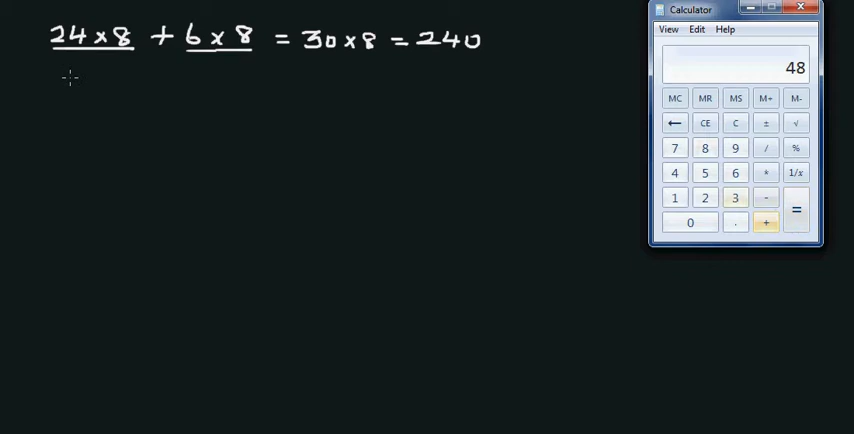 24 × 8 + 6 × 8 = 30 × 8 = 240
Calculator
View Edit Help
48
MC MR MS M+ M-
← CE C ± √
7 8 9 / %
4 5 6 * 1/x
1 2 3 - =
0 . +